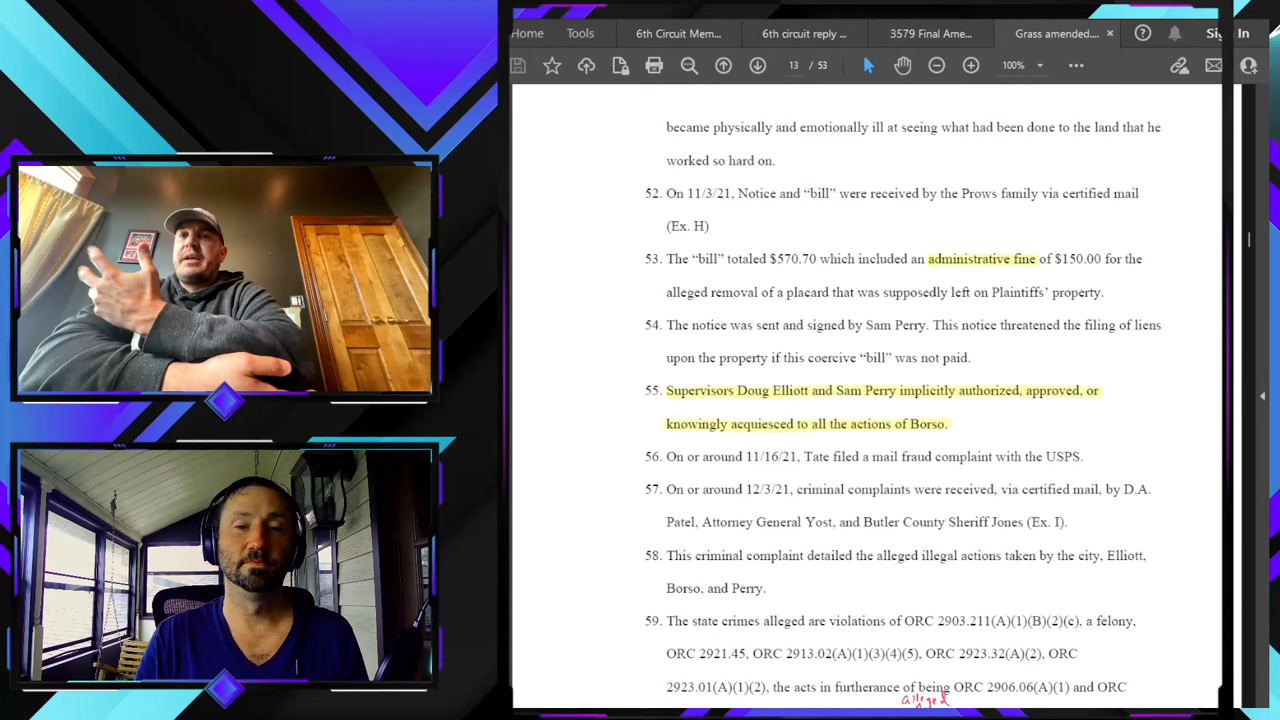 Home Tools 6th Circuit Mem... 6th circuit reply ... 3579 Final Ame... Grass amended.... × Sign In
13 / 53 100%
became physically and emotionally ill at seeing what had been done to the land that he
worked so hard on.
52. On 11/3/21, Notice and “bill” were received by the Prows family via certified mail
(Ex. H)
53. The “bill” totaled $570.70 which included an administrative fine of $150.00 for the
alleged removal of a placard that was supposedly left on Plaintiffs’ property.
54. The notice was sent and signed by Sam Perry. This notice threatened the filing of liens
upon the property if this coercive “bill” was not paid.
55. Supervisors Doug Elliott and Sam Perry implicitly authorized, approved, or
knowingly acquiesced to all the actions of Borso.
56. On or around 11/16/21, Tate filed a mail fraud complaint with the USPS.
57. On or around 12/3/21, criminal complaints were received, via certified mail, by D.A.
Patel, Attorney General Yost, and Butler County Sheriff Jones (Ex. I).
58. This criminal complaint detailed the alleged illegal actions taken by the city, Elliott,
Borso, and Perry.
59. The state crimes alleged are violations of ORC 2903.211(A)(1)(B)(2)(c), a felony,
ORC 2921.45, ORC 2913.02(A)(1)(3)(4)(5), ORC 2923.32(A)(2), ORC
2923.01(A)(1)(2), the acts in furtherance of being ORC 2906.06(A)(1) and ORC
alleged